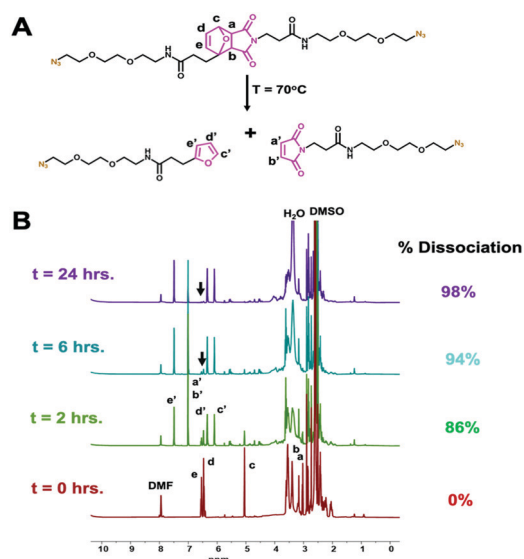 A
c
d
a
e
b
O
O
O
N
H
N
O
O
N₃
O
O
H
N
O
O
N₃
T = 70°C
+
N₃
O
O
H
N
O
e'
d'
O
c'
a'
b'
O
O
N
O
N
H
O
O
N₃
B
H₂O
DMSO
% Dissociation
t = 24 hrs.
98%
t = 6 hrs.
94%
a'
b'
e'
d'
c'
t = 2 hrs.
86%
b
a
d
e
c
DMF
t = 0 hrs.
0%
10 9 8 7 6 5 4 3 2 1 0